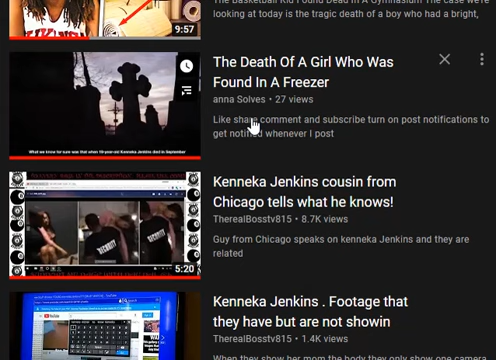 The Basketball Kid Found Dead In A Gymnasium The case we're
looking at today is the tragic death of a boy who had a bright,
9:57
The Death Of A Girl Who Was
Found In A Freezer
anna Solves • 27 views
Like share comment and subscribe turn on post notifications to
get notified whenever I post
What we know for sure was that when 19-year-old Kenneka Jenkins died in September
Kenneka Jenkins cousin from
Chicago tells what he knows!
TherealBosstv815 • 8.7K views
Guy from Chicago speaks on kenneka Jenkins and they are
related
SECURITY
5:20
Kenneka Jenkins . Footage that
they have but are not showin
TherealBosstv815 • 1.4K views
When they show her mom the body they only show one camera